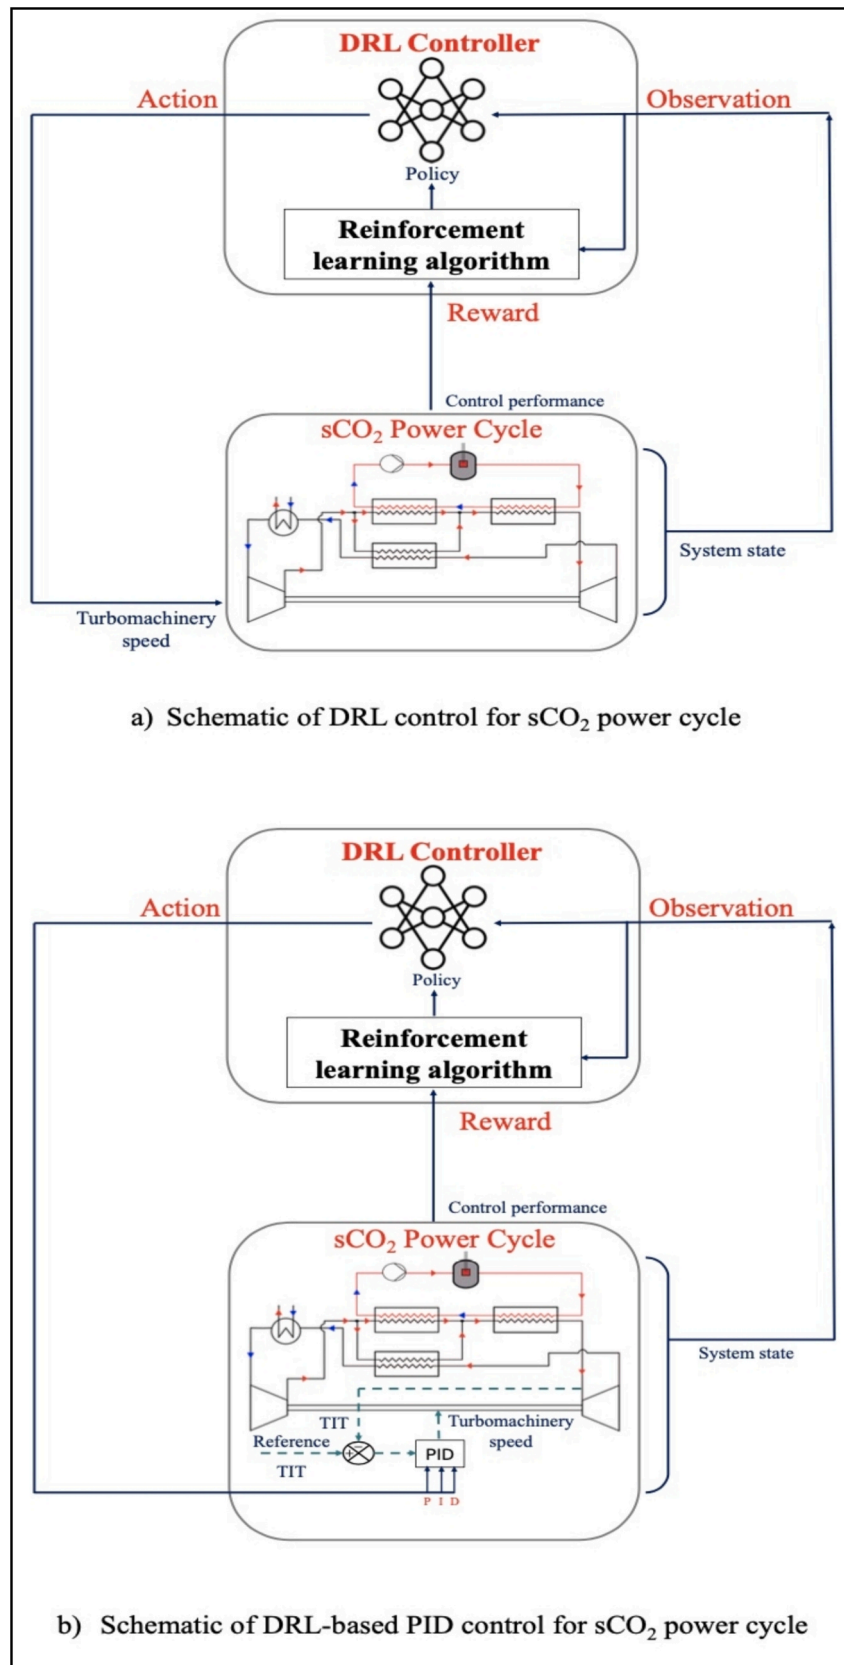 DRL Controller
Action
Observation
Policy
Reinforcement
learning algorithm
Reward
Control performance
sCO₂ Power Cycle
System state
Turbomachinery
speed
a) Schematic of DRL control for sCO₂ power cycle
DRL Controller
Action
Observation
Policy
Reinforcement
learning algorithm
Reward
Control performance
sCO₂ Power Cycle
System state
TIT
Turbomachinery
speed
Reference
TIT
+
−
PID
P I D
b) Schematic of DRL-based PID control for sCO₂ power cycle